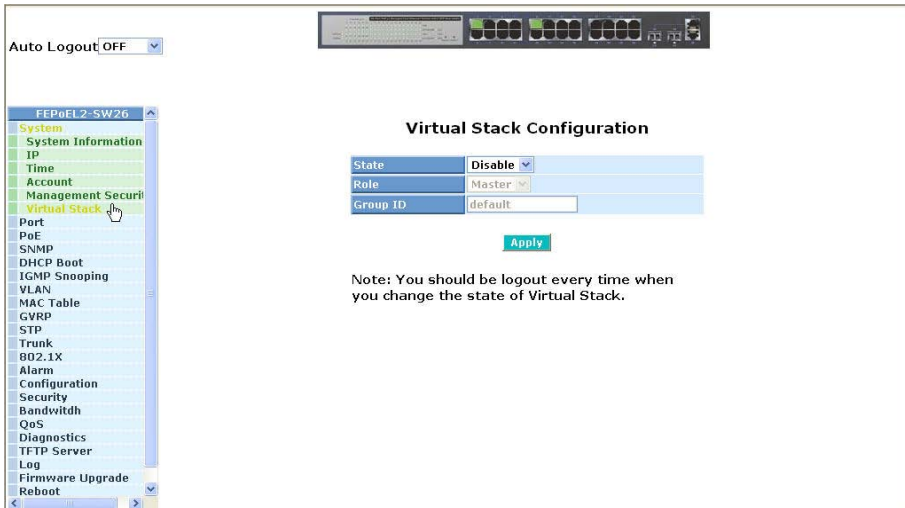 Auto Logout OFF
FEPoEL2-SW26
System
System Information
IP
Time
Account
Management Securit
Virtual Stack
Port
PoE
SNMP
DHCP Boot
IGMP Snooping
VLAN
MAC Table
GVRP
STP
Trunk
802.1X
Alarm
Configuration
Security
Bandwitdh
QoS
Diagnostics
TFTP Server
Log
Firmware Upgrade
Reboot
Virtual Stack Configuration
State Disable
Role Master
Group ID default
Apply
Note: You should be logout every time when
you change the state of Virtual Stack.